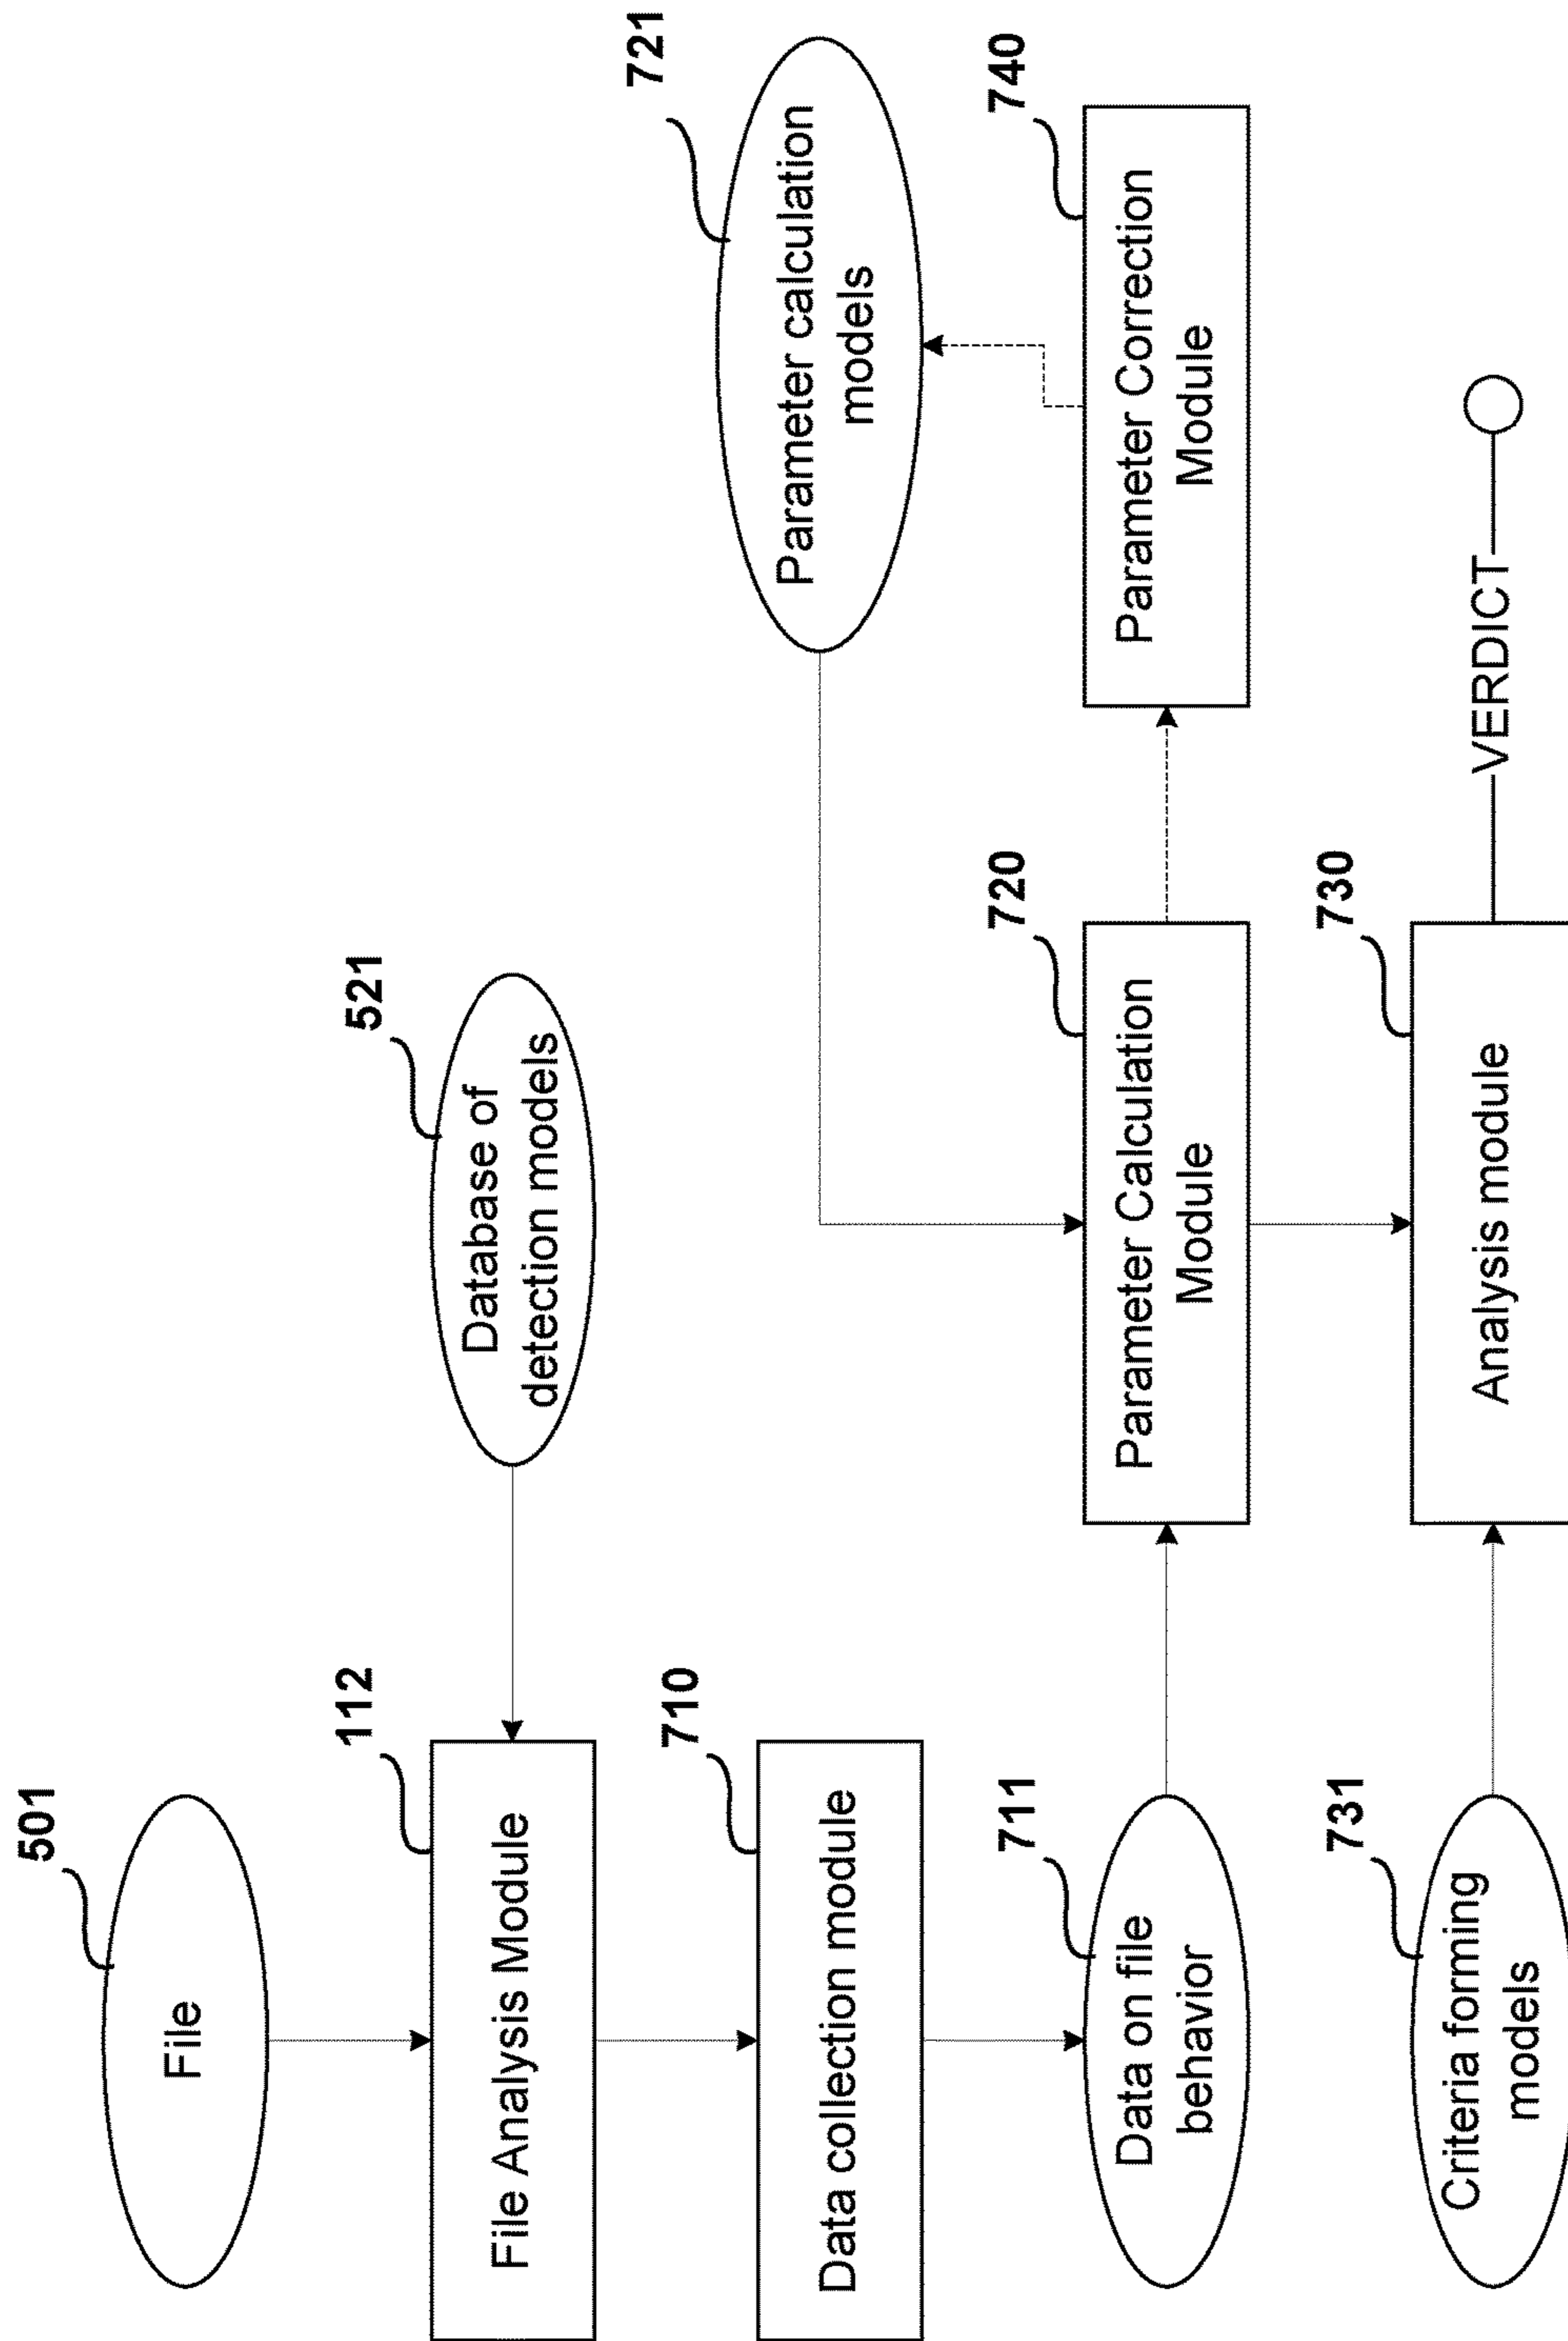 501
File
112
File Analysis Module
521
Database of
detection models
710
Data collection module
711
Data on file
behavior
721
Parameter calculation
models
720
Parameter Calculation
Module
740
Parameter Correction
Module
731
Criteria forming
models
730
Analysis module
VERDICT